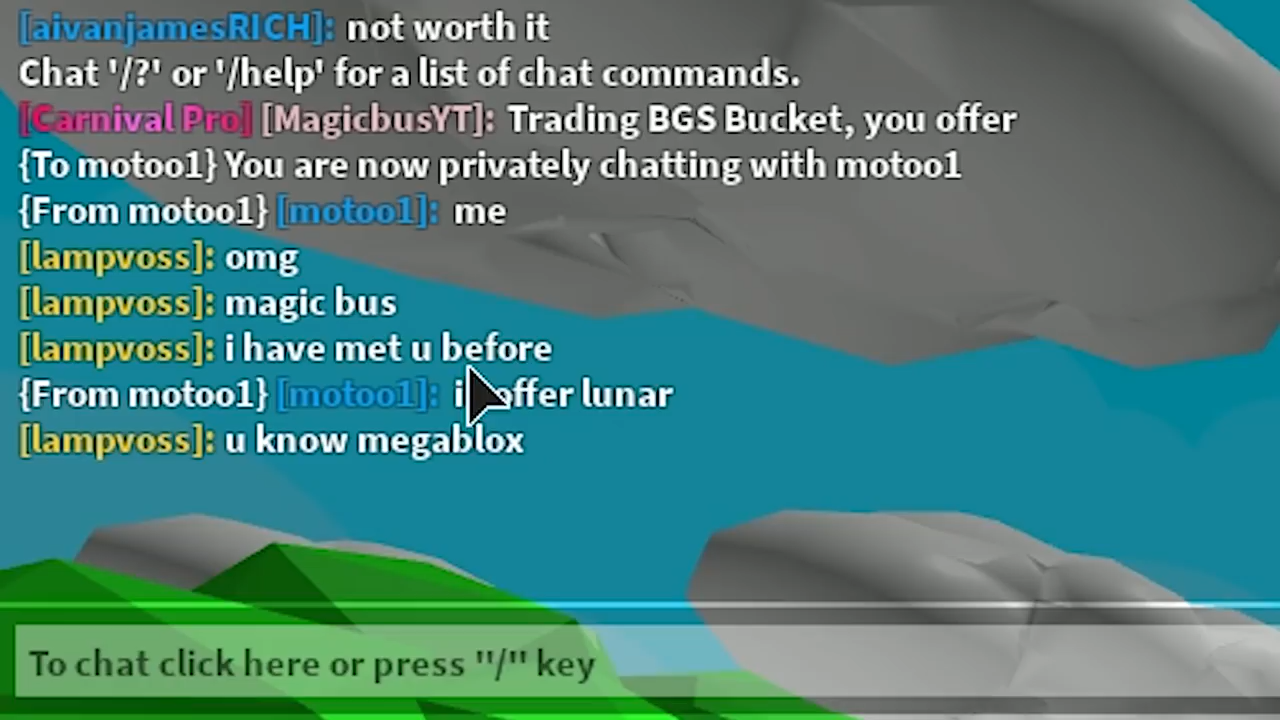 [aivanjamesRICH]: not worth it
Chat '/?' or '/help' for a list of chat commands.
[Carnival Pro] [MagicbusYT]: Trading BGS Bucket, you offer
{To motoo1} You are now privately chatting with motoo1
{From motoo1} [motoo1]: me
[lampvoss]: omg
[lampvoss]: magic bus
[lampvoss]: i have met u before
{From motoo1} [motoo1]: i offer lunar
[lampvoss]: u know megablox
To chat click here or press "/" key